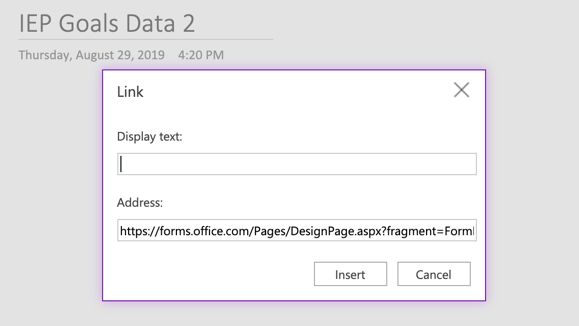 IEP Goals Data 2
Thursday, August 29, 2019 4:20 PM
Link
Display text:
Address:
https://forms.office.com/Pages/DesignPage.aspx?fragment=Form
Insert Cancel